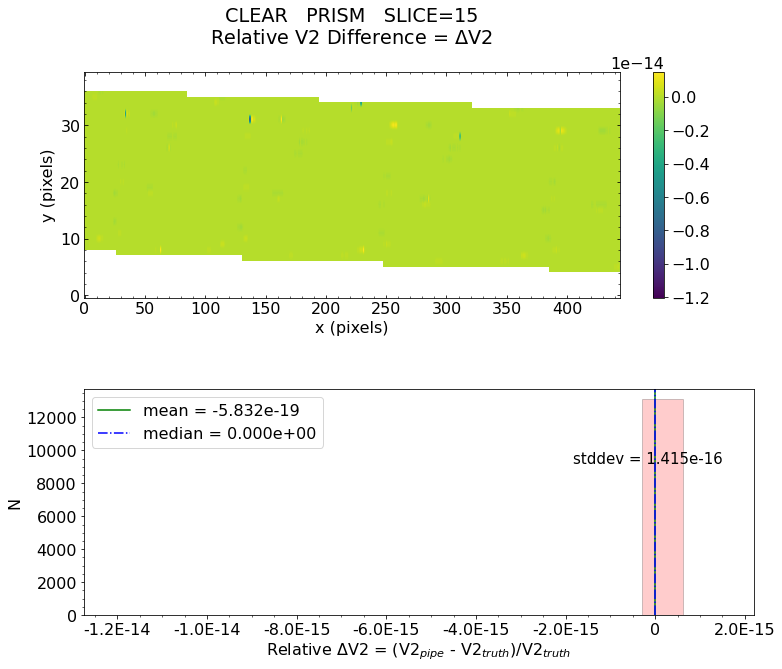 CLEAR   PRISM   SLICE=15
Relative V2 Difference = ΔV2
1e−14
0.0
−0.2
−0.4
−0.6
−0.8
−1.0
−1.2
30
20
10
0
y (pixels)
0 50 100 150 200 250 300 350 400
x (pixels)
mean = -5.832e-19
median = 0.000e+00
stddev = 1.415e-16
12000
10000
8000
6000
4000
2000
0
N
-1.2E-14 -1.0E-14 -8.0E-15 -6.0E-15 -4.0E-15 -2.0E-15 0 2.0E-15
Relative ΔV2 = (V2pipe - V2truth)/V2truth